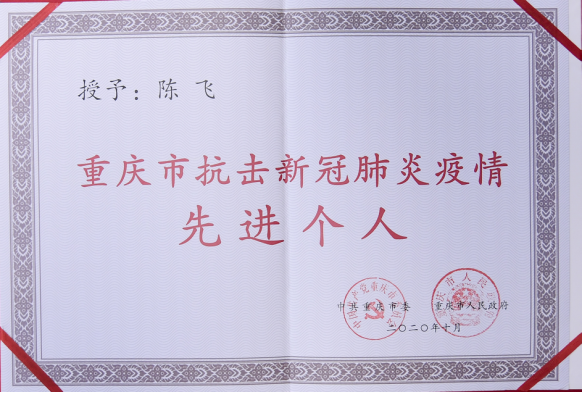 授予：陈 飞
重庆市抗击新冠肺炎疫情
先进个人
中共重庆市委 重庆市人民政府
二〇二〇年十月